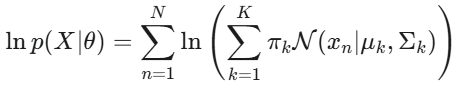 ln p(X|θ) = ∑_{n=1}^{N} ln ( ∑_{k=1}^{K} π_k 𝒩(x_n|μ_k, Σ_k) )